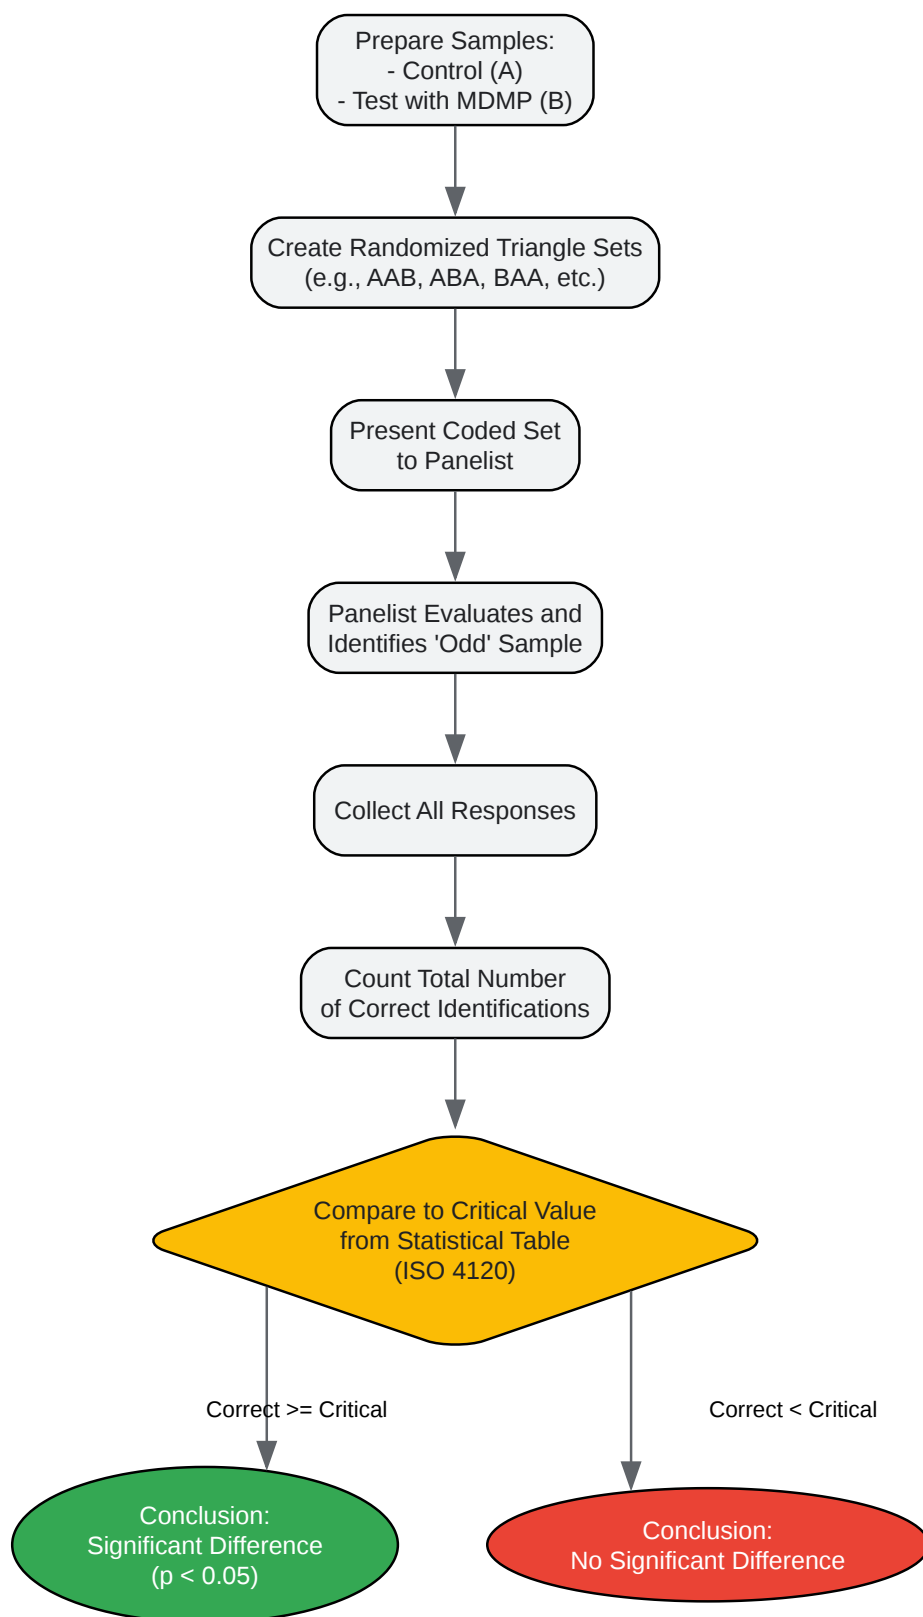 Prepare Samples:
- Control (A)
- Test with MDMP (B)
Create Randomized Triangle Sets
(e.g., AAB, ABA, BAA, etc.)
Present Coded Set
to Panelist
Panelist Evaluates and
Identifies 'Odd' Sample
Collect All Responses
Count Total Number
of Correct Identifications
Compare to Critical Value
from Statistical Table
(ISO 4120)
Correct >= Critical
Correct < Critical
Conclusion:
Significant Difference
(p < 0.05)
Conclusion:
No Significant Difference